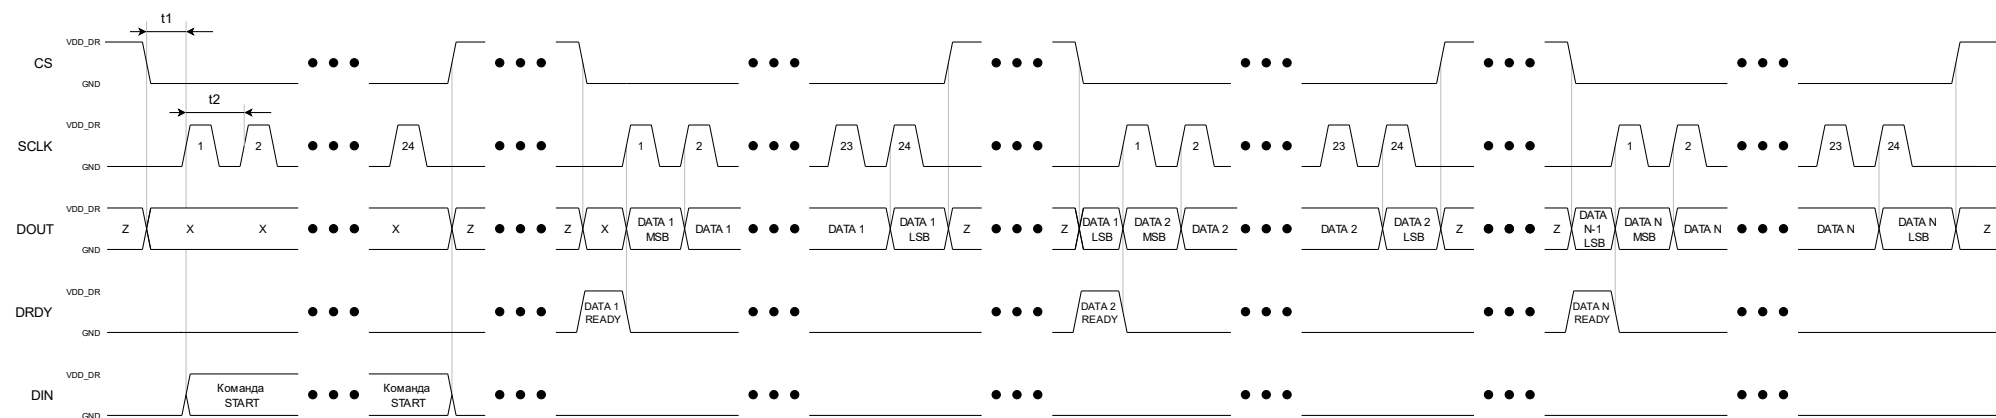 t1
VDD_DR
CS
GND
t2
VDD_DR
SCLK
1
2
24
1
2
23
24
1
2
23
24
1
2
23
24
GND
VDD_DR
DOUT
Z
X
X
X
Z
Z
X
DATA 1
MSB
DATA 1
DATA 1
DATA 1
LSB
Z
Z
DATA 1
LSB
DATA 2
MSB
DATA 2
DATA 2
DATA 2
LSB
Z
Z
DATA
N-1
LSB
DATA N
MSB
DATA N
DATA N
DATA N
LSB
Z
GND
VDD_DR
DRDY
DATA 1
READY
DATA 2
READY
DATA N
READY
GND
VDD_DR
DIN
Команда
START
Команда
START
GND